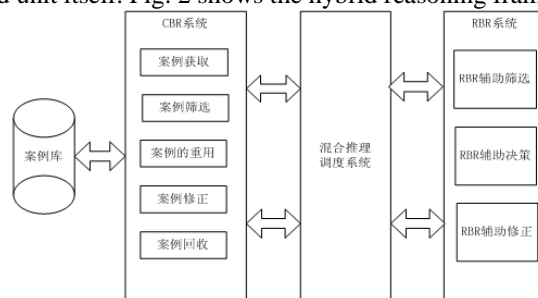 d unit itself. Fig. 2 shows the hybrid reasoning fram
CBR系统
RBR系统
案例获取
案例筛选
案例的重用
案例修正
案例回收
案例库
混合推理
调度系统
RBR辅助筛选
RBR辅助决策
RBR辅助修正